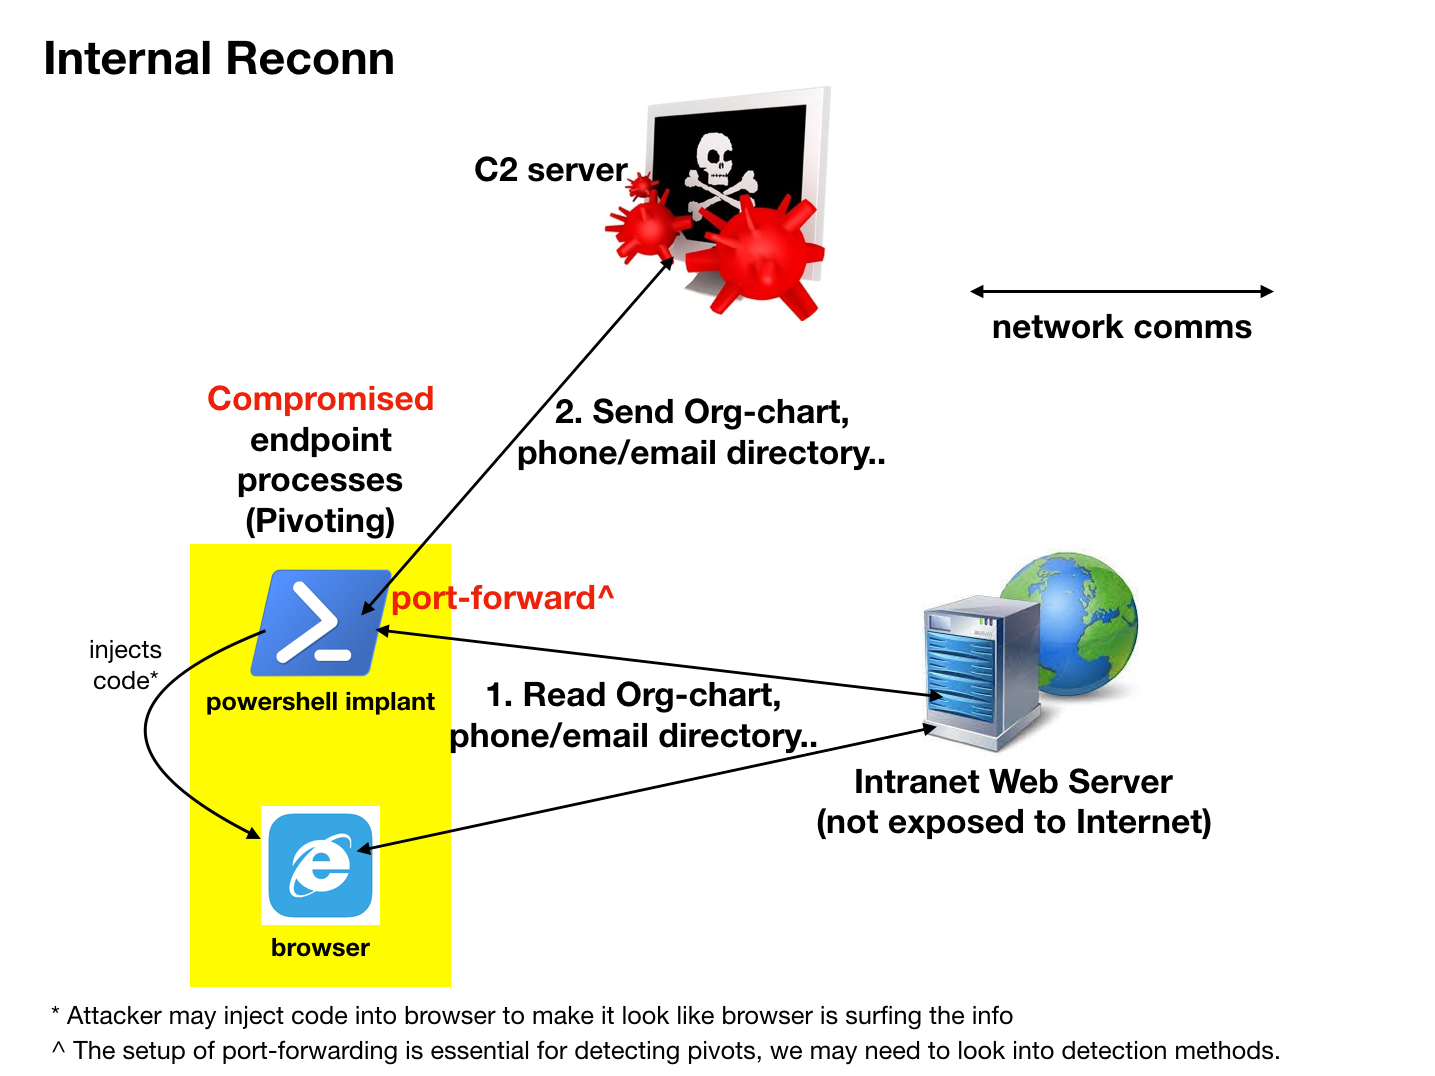 Internal Reconn
C2 server
network comms
Compromised
endpoint
processes
(Pivoting)
2. Send Org-chart,
phone/email directory..
port-forward^
injects
code*
powershell implant
1. Read Org-chart,
phone/email directory..
Intranet Web Server
(not exposed to Internet)
browser
* Attacker may inject code into browser to make it look like browser is surfing the info
^ The setup of port-forwarding is essential for detecting pivots, we may need to look into detection methods.